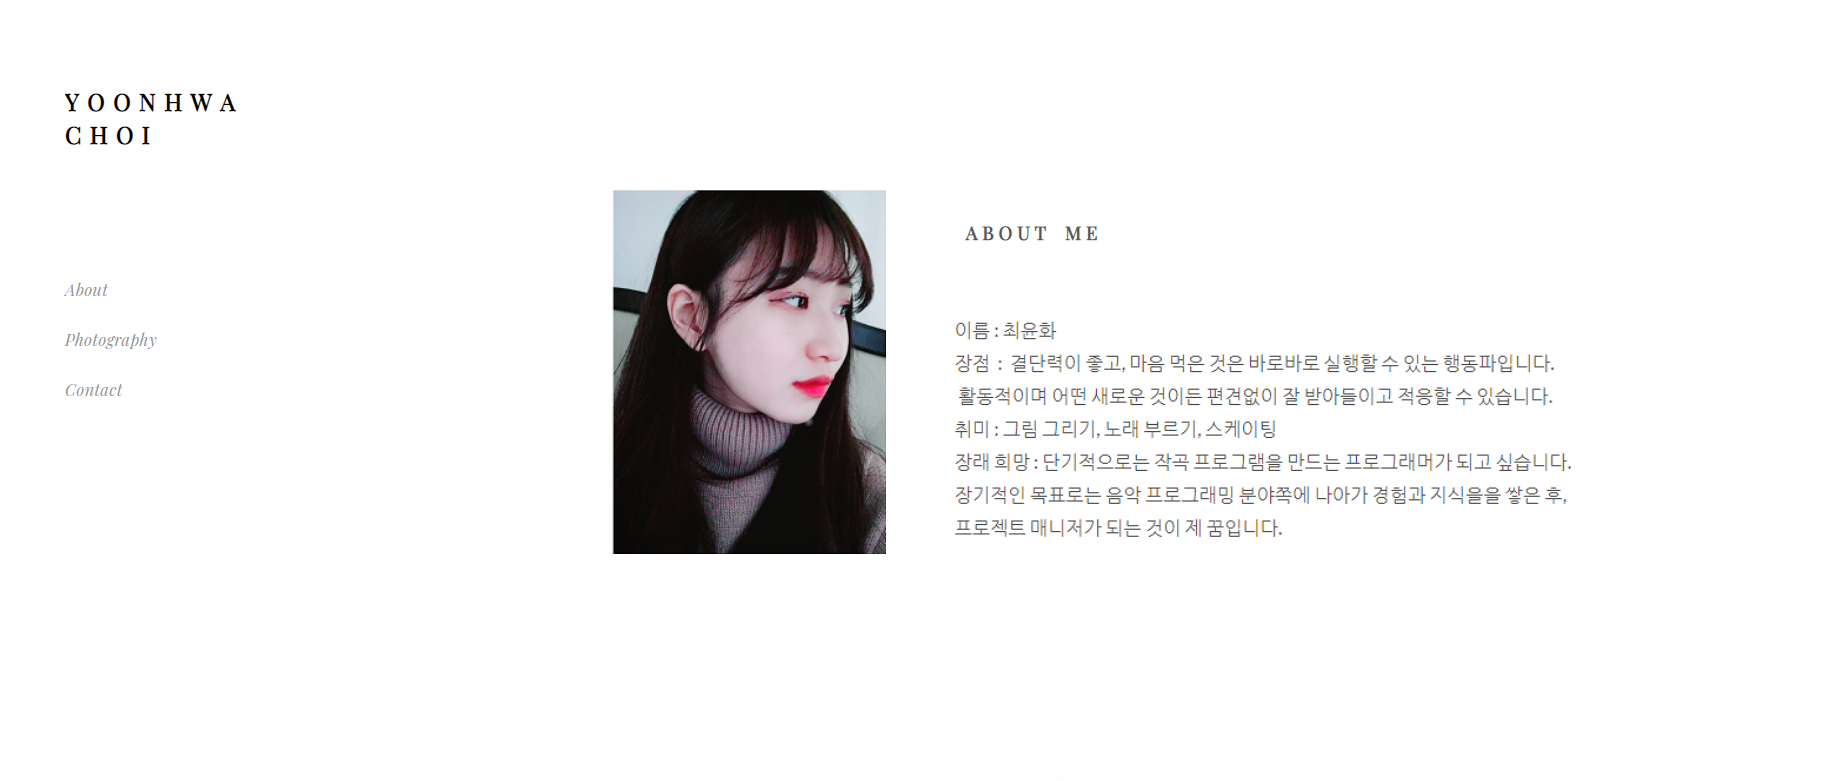 YOONHWA
CHOI
About
Photography
Contact
ABOUT ME
이름 : 최윤화
장점 : 결단력이 좋고, 마음 먹은 것은 바로바로 실행할 수 있는 행동파입니다.
활동적이며 어떤 새로운 것이든 편견없이 잘 받아들이고 적응할 수 있습니다.
취미 : 그림 그리기, 노래 부르기, 스케이팅
장래 희망 : 단기적으로는 작곡 프로그램을 만드는 프로그래머가 되고 싶습니다.
장기적인 목표로는 음악 프로그래밍 분야쪽에 나아가 경험과 지식을을 쌓은 후,
프로젝트 매니저가 되는 것이 제 꿈입니다.